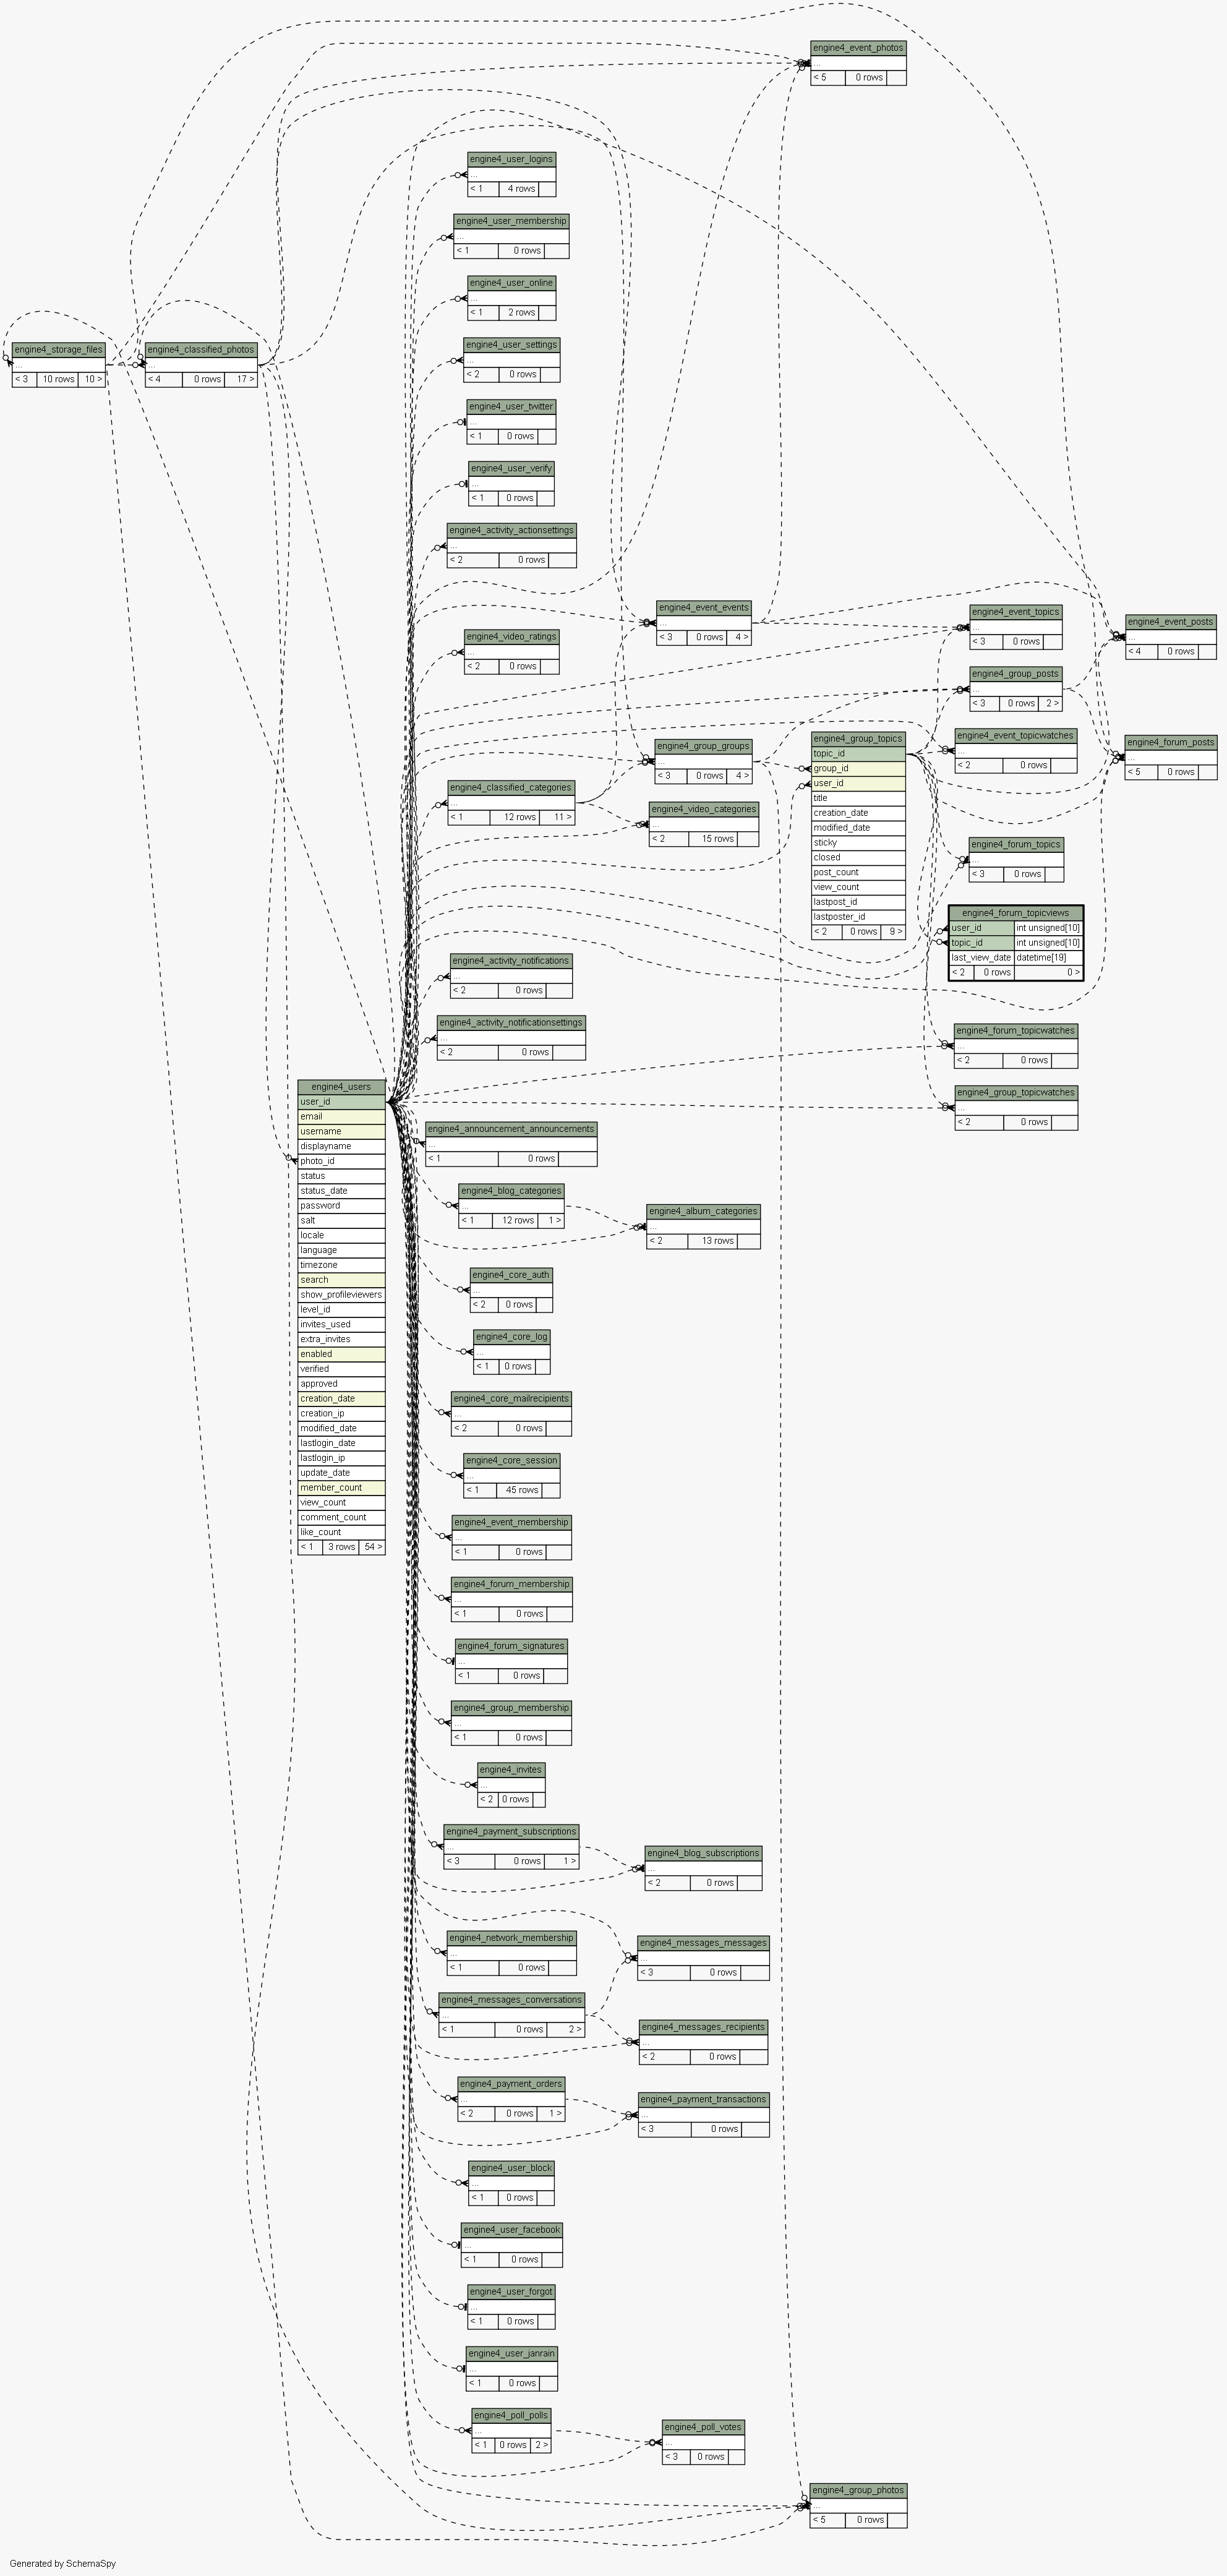 engine4_event_photos
...
< 5 0 rows
engine4_user_logins
...
< 1 4 rows
engine4_user_membership
...
< 1 0 rows
engine4_user_online
...
< 1 2 rows
engine4_storage_files
...
< 3 10 rows 10 >
engine4_classified_photos
...
< 4 0 rows 17 >
engine4_user_settings
...
< 2 0 rows
engine4_user_twitter
...
< 1 0 rows
engine4_user_verify
...
< 1 0 rows
engine4_activity_actionsettings
...
< 2 0 rows
engine4_event_events
...
< 3 0 rows 4 >
engine4_event_topics
...
< 3 0 rows
engine4_event_posts
...
< 4 0 rows
engine4_video_ratings
...
< 2 0 rows
engine4_group_posts
...
< 3 0 rows 2 >
engine4_group_groups
...
< 3 0 rows 4 >
engine4_group_topics
topic_id
group_id
user_id
title
creation_date
modified_date
sticky
closed
post_count
view_count
lastpost_id
lastposter_id
< 2 0 rows 9 >
engine4_event_topicwatches
...
< 2 0 rows
engine4_forum_posts
...
< 5 0 rows
engine4_classified_categories
...
< 1 12 rows 11 >
engine4_video_categories
...
< 2 15 rows
engine4_forum_topics
...
< 3 0 rows
engine4_forum_topicviews
user_id int unsigned[10]
topic_id int unsigned[10]
last_view_date datetime[19]
< 2 0 rows 0 >
engine4_activity_notifications
...
< 2 0 rows
engine4_activity_notificationsettings
...
< 2 0 rows
engine4_forum_topicwatches
...
< 2 0 rows
engine4_group_topicwatches
...
< 2 0 rows
engine4_users
user_id
email
username
displayname
photo_id
status
status_date
password
salt
locale
language
timezone
search
show_profileviewers
level_id
invites_used
extra_invites
enabled
verified
approved
creation_date
creation_ip
modified_date
lastlogin_date
lastlogin_ip
update_date
member_count
view_count
comment_count
like_count
< 1 3 rows 54 >
engine4_announcement_announcements
...
< 1 0 rows
engine4_blog_categories
...
< 1 12 rows 1 >
engine4_album_categories
...
< 2 13 rows
engine4_core_auth
...
< 2 0 rows
engine4_core_log
...
< 1 0 rows
engine4_core_mailrecipients
...
< 2 0 rows
engine4_core_session
...
< 1 45 rows
engine4_event_membership
...
< 1 0 rows
engine4_forum_membership
...
< 1 0 rows
engine4_forum_signatures
...
< 1 0 rows
engine4_group_membership
...
< 1 0 rows
engine4_invites
...
< 2 0 rows
engine4_payment_subscriptions
...
< 3 0 rows 1 >
engine4_blog_subscriptions
...
< 2 0 rows
engine4_network_membership
...
< 1 0 rows
engine4_messages_messages
...
< 3 0 rows
engine4_messages_conversations
...
< 1 0 rows 2 >
engine4_messages_recipients
...
< 2 0 rows
engine4_payment_orders
...
< 2 0 rows 1 >
engine4_payment_transactions
...
< 3 0 rows
engine4_user_block
...
< 1 0 rows
engine4_user_facebook
...
< 1 0 rows
engine4_user_forgot
...
< 1 0 rows
engine4_user_janrain
...
< 1 0 rows
engine4_poll_polls
...
< 1 0 rows 2 >
engine4_poll_votes
...
< 3 0 rows
engine4_group_photos
...
< 5 0 rows
Generated by SchemaSpy